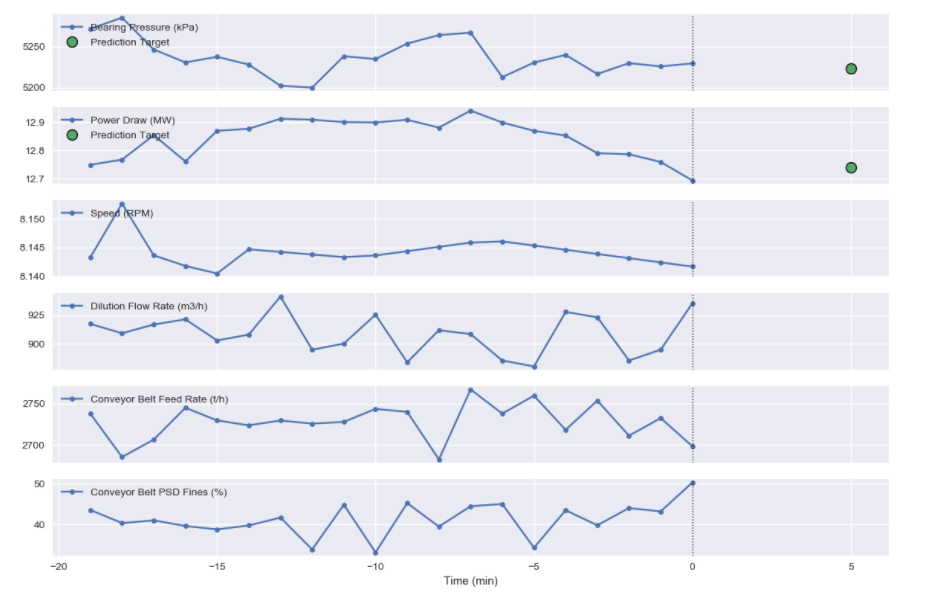 Bearing Pressure (kPa)
Prediction Target
5250
5200
Power Draw (MW)
Prediction Target
12.9
12.8
12.7
Speed (RPM)
8.150
8.145
8.140
Dilution Flow Rate (m3/h)
925
900
Conveyor Belt Feed Rate (t/h)
2750
2700
Conveyor Belt PSD Fines (%)
50
40
−20 −15 −10 −5 0 5
Time (min)